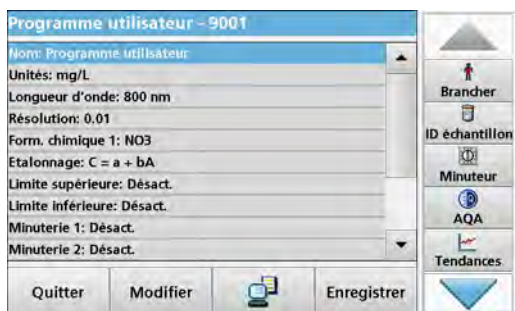 Programme utilisateur - 9001
Nom: Programme utilisateur
Unités: mg/L
Longueur d'onde: 800 nm
Résolution: 0.01
Form. chimique 1: NO3
Etalonnage: C = a + bA
Limite supérieure: Désact.
Limite inférieure: Désact.
Minuterie 1: Désact.
Minuterie 2: Désact.
Quitter
Modifier
Enregistrer
Brancher
ID échantillon
Minuteur
AQA
Tendances